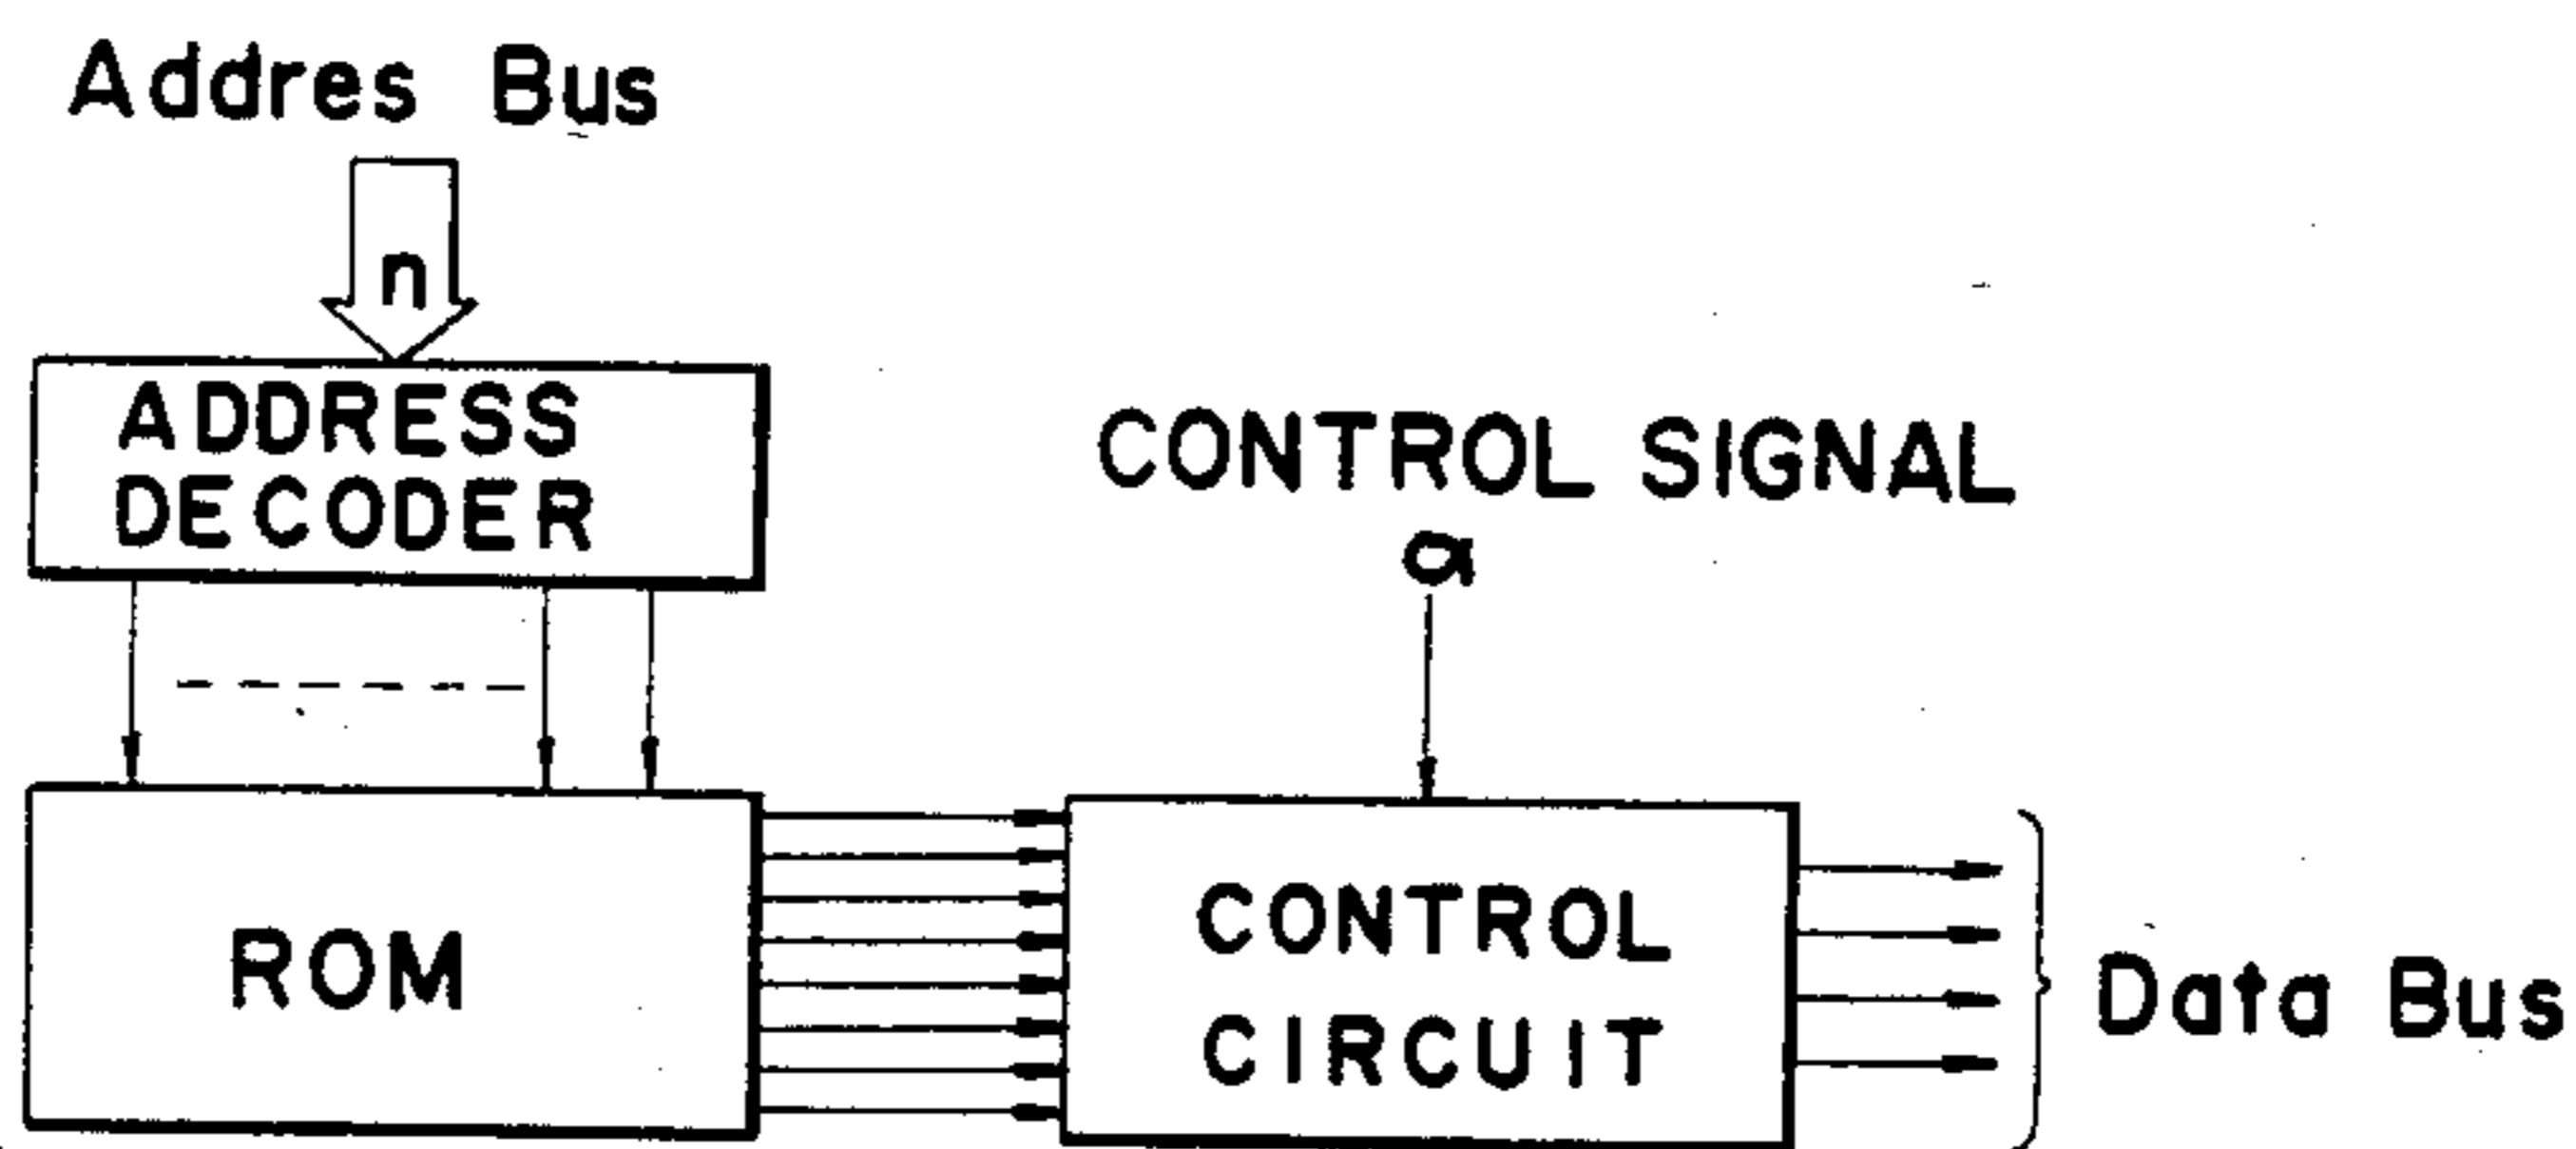 Addres Bus
n
ADDRESS
DECODER
CONTROL SIGNAL
a
ROM
CONTROL
CIRCUIT
Data Bus